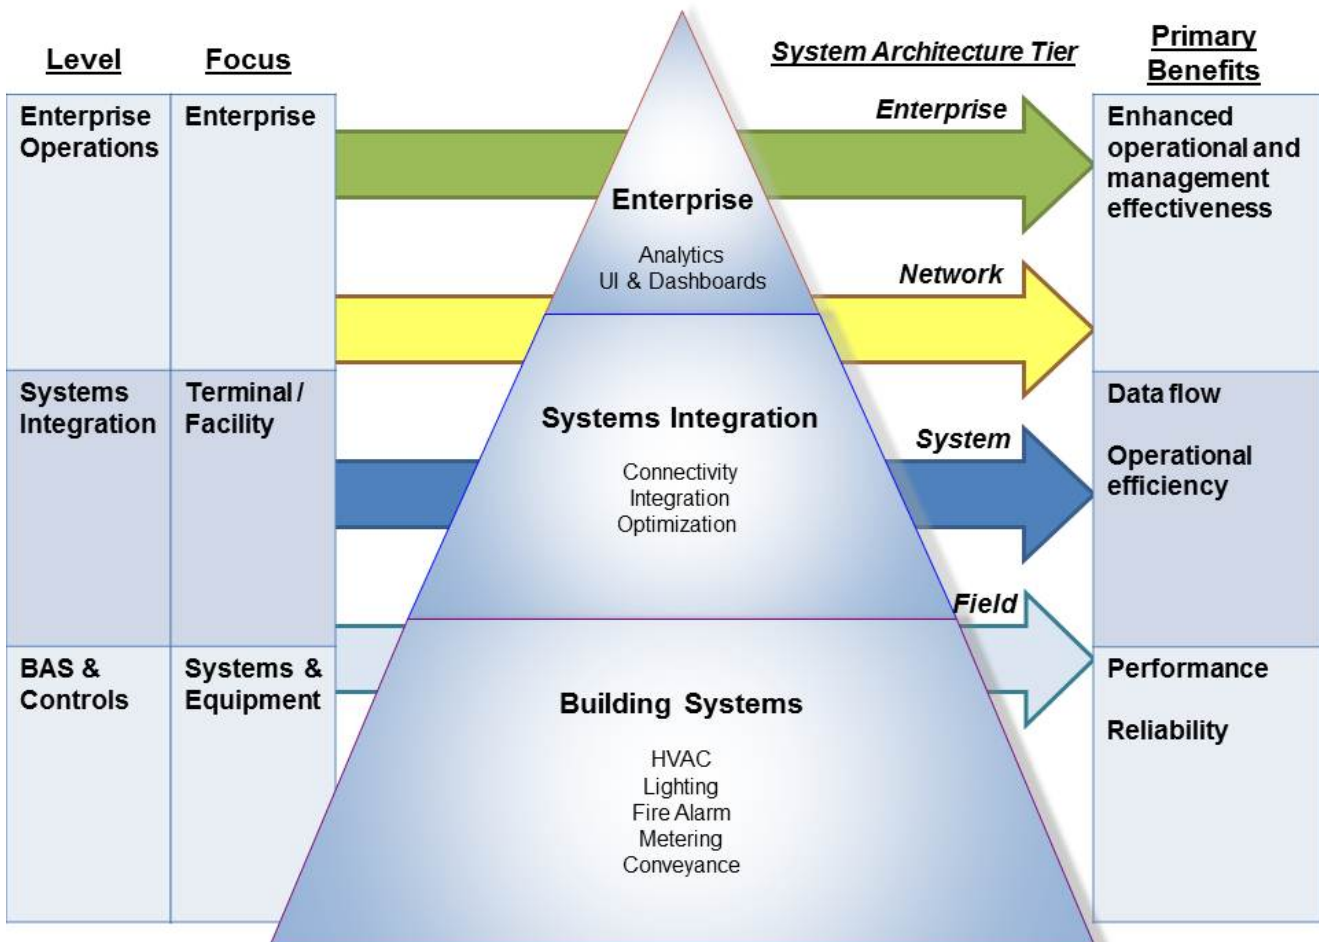 Level
Focus
System Architecture Tier
Primary
Benefits
Enterprise
Operations
Enterprise
Enterprise
Enhanced
operational and
management
effectiveness
Enterprise
Analytics
UI & Dashboards
Network
Systems
Integration
Terminal /
Facility
Systems Integration
Connectivity
Integration
Optimization
System
Data flow
Operational
efficiency
Field
BAS &
Controls
Systems &
Equipment
Building Systems
HVAC
Lighting
Fire Alarm
Metering
Conveyance
Performance
Reliability